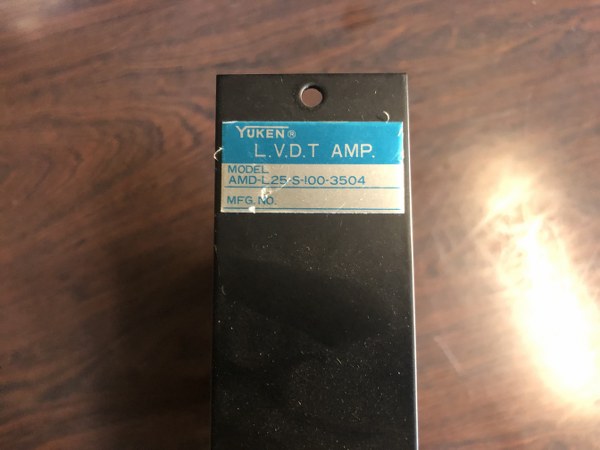 YUKEN®
L.V.D.T AMP.
MODEL
AMD-L25-S-100-3504
MFG. NO.